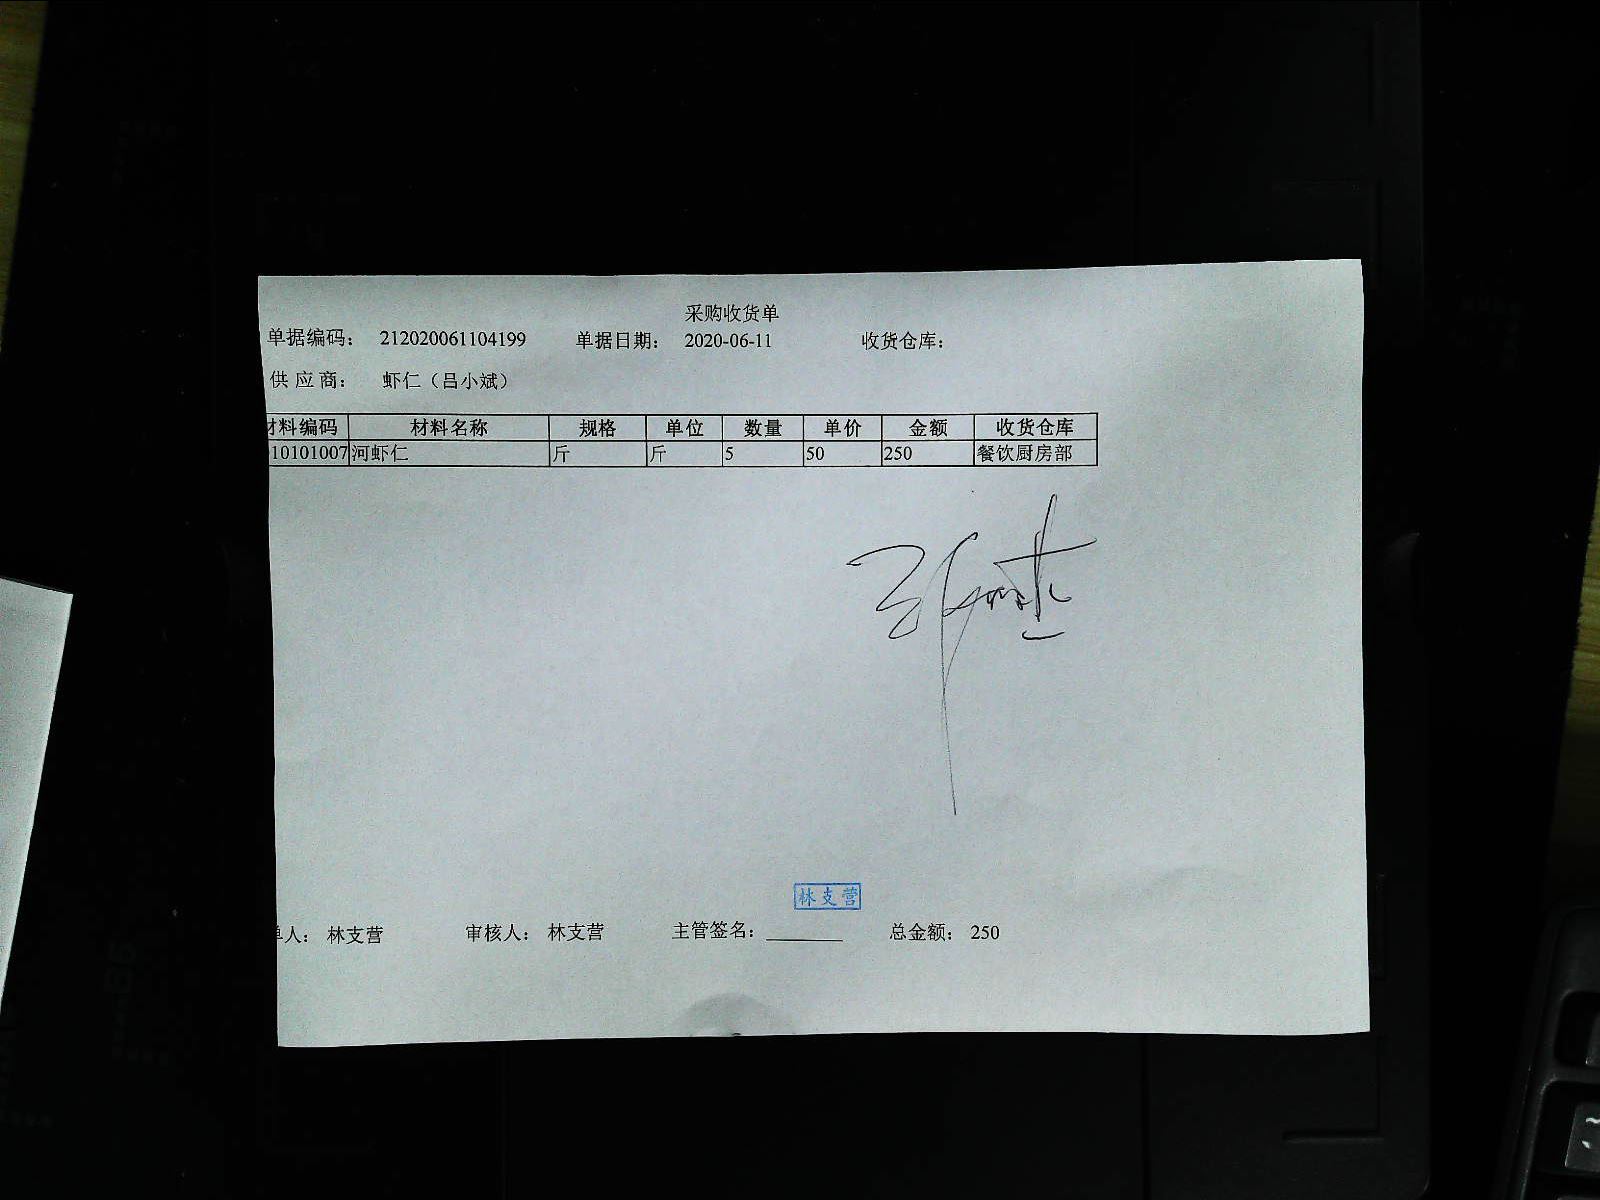 采购收货单
单据编码： 212020061104199 单据日期： 2020-06-11 收货仓库：
供应商： 虾仁（吕小斌）
材料编码 材料名称 规格 单位 数量 单价 金额 收货仓库
10101007 河虾仁 斤 斤 5 50 250 餐饮厨房部
林支营
单人： 林支营 审核人： 林支营 主管签名： 总金额： 250